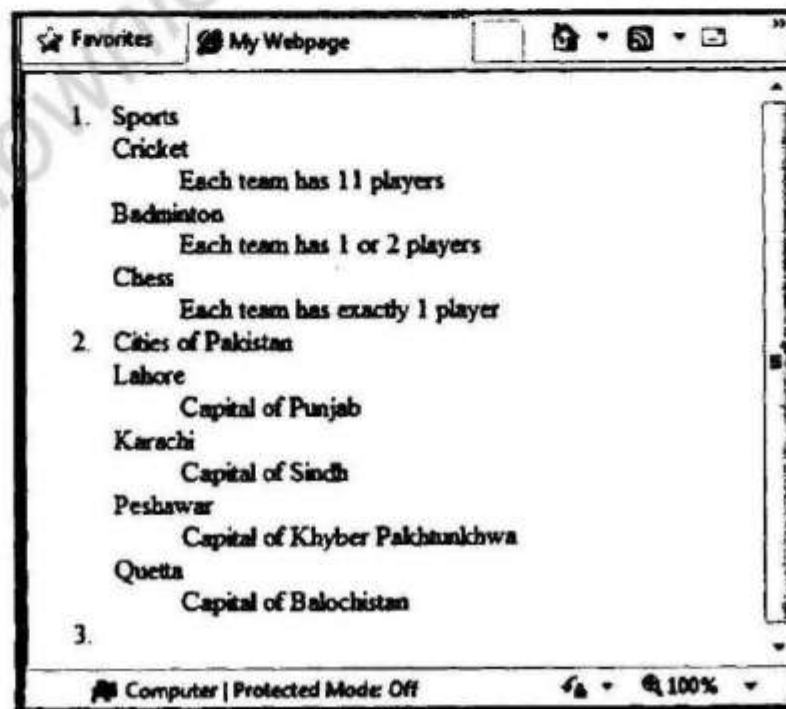 Favorites My Webpage »
1. Sports
Cricket
Each team has 11 players
Badminton
Each team has 1 or 2 players
Chess
Each team has exactly 1 player
2. Cities of Pakistan
Lahore
Capital of Punjab
Karachi
Capital of Sindh
Peshawar
Capital of Khyber Pakhtunkhwa
Quetta
Capital of Balochistan
3.
Computer | Protected Mode: Off 100%